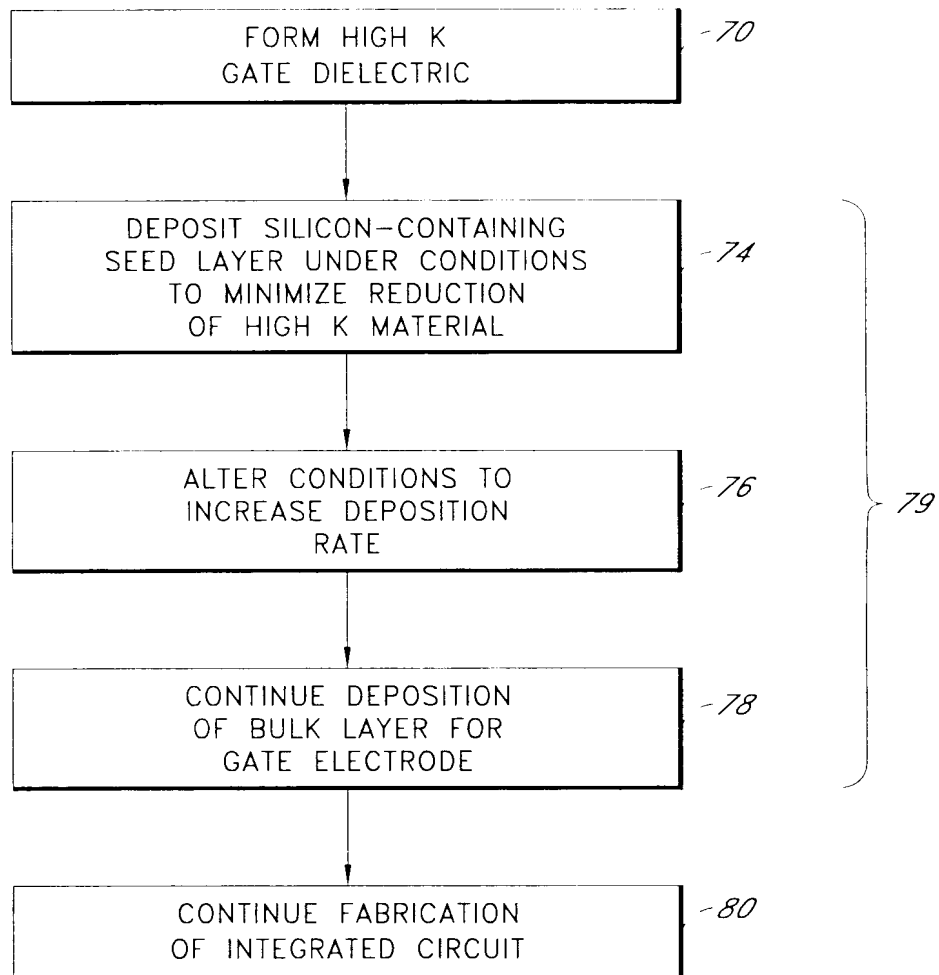 FORM HIGH K
GATE DIELECTRIC
70
DEPOSIT SILICON-CONTAINING
SEED LAYER UNDER CONDITIONS
TO MINIMIZE REDUCTION
OF HIGH K MATERIAL
74
ALTER CONDITIONS TO
INCREASE DEPOSITION
RATE
76
CONTINUE DEPOSITION
OF BULK LAYER FOR
GATE ELECTRODE
78
79
CONTINUE FABRICATION
OF INTEGRATED CIRCUIT
80